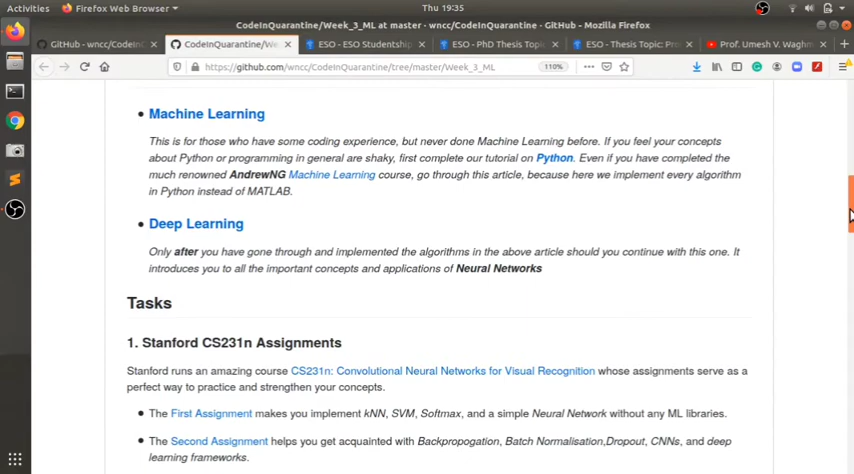 Activities Firefox Web Browser Thu 19:35
CodeInQuarantine/Week_3_ML at master · wncc/CodeInQuarantine · GitHub - Mozilla Firefox
GitHub - wncc/CodeIn CodeInQuarantine/We ESO - ESO Studentship ESO - PhD Thesis Topic: ESO - Thesis Topic: Pr Prof. Umesh V. Waghm
https://github.com/wncc/CodeInQuarantine/tree/master/Week_3_ML 110%
• Machine Learning
This is for those who have some coding experience, but never done Machine Learning before. If you feel your concepts
about Python or programming in general are shaky, first complete our tutorial on Python. Even if you have completed the
much renowned AndrewNG Machine Learning course, go through this article, because here we implement every algorithm
in Python instead of MATLAB.
• Deep Learning
Only after you have gone through and implemented the algorithms in the above article should you continue with this one. It
introduces you to all the important concepts and applications of Neural Networks
Tasks
1. Stanford CS231n Assignments
Stanford runs an amazing course CS231n: Convolutional Neural Networks for Visual Recognition whose assignments serve as a
perfect way to practice and strengthen your concepts.
• The First Assignment makes you implement kNN, SVM, Softmax, and a simple Neural Network without any ML libraries.
• The Second Assignment helps you get acquainted with Backpropogation, Batch Normalisation,Dropout, CNNs, and deep
learning frameworks.